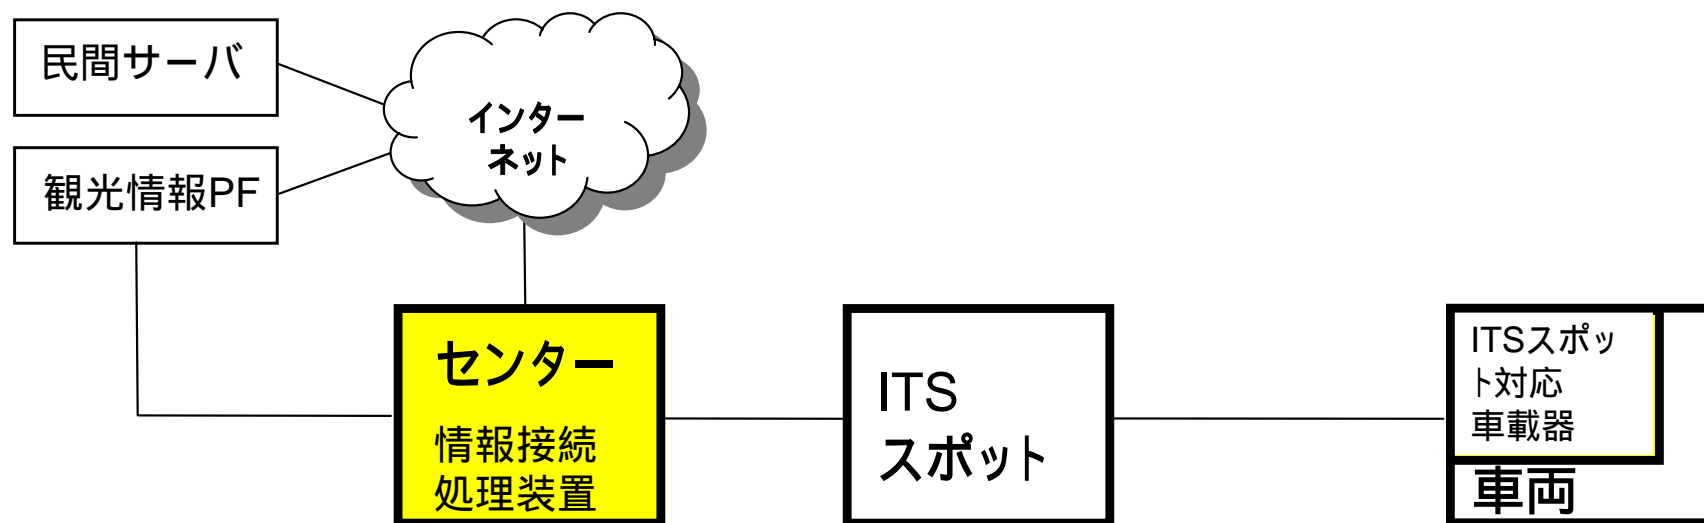 民間サーバ
インター
ネット
観光情報PF
センター
情報接続
処理装置
ITS
スポット
ITSスポッ
ト対応
車載器
車両